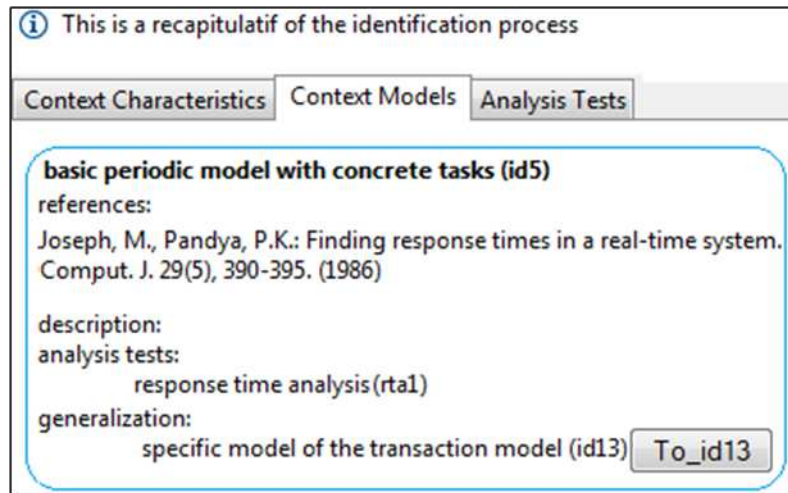 This is a recapitulatif of the identification process
Context Characteristics Context Models Analysis Tests
basic periodic model with concrete tasks (id5)
references:
Joseph, M., Pandya, P.K.: Finding response times in a real-time system.
Comput. J. 29(5), 390-395. (1986)
description:
analysis tests:
response time analysis(rta1)
generalization:
specific model of the transaction model (id13) To_id13